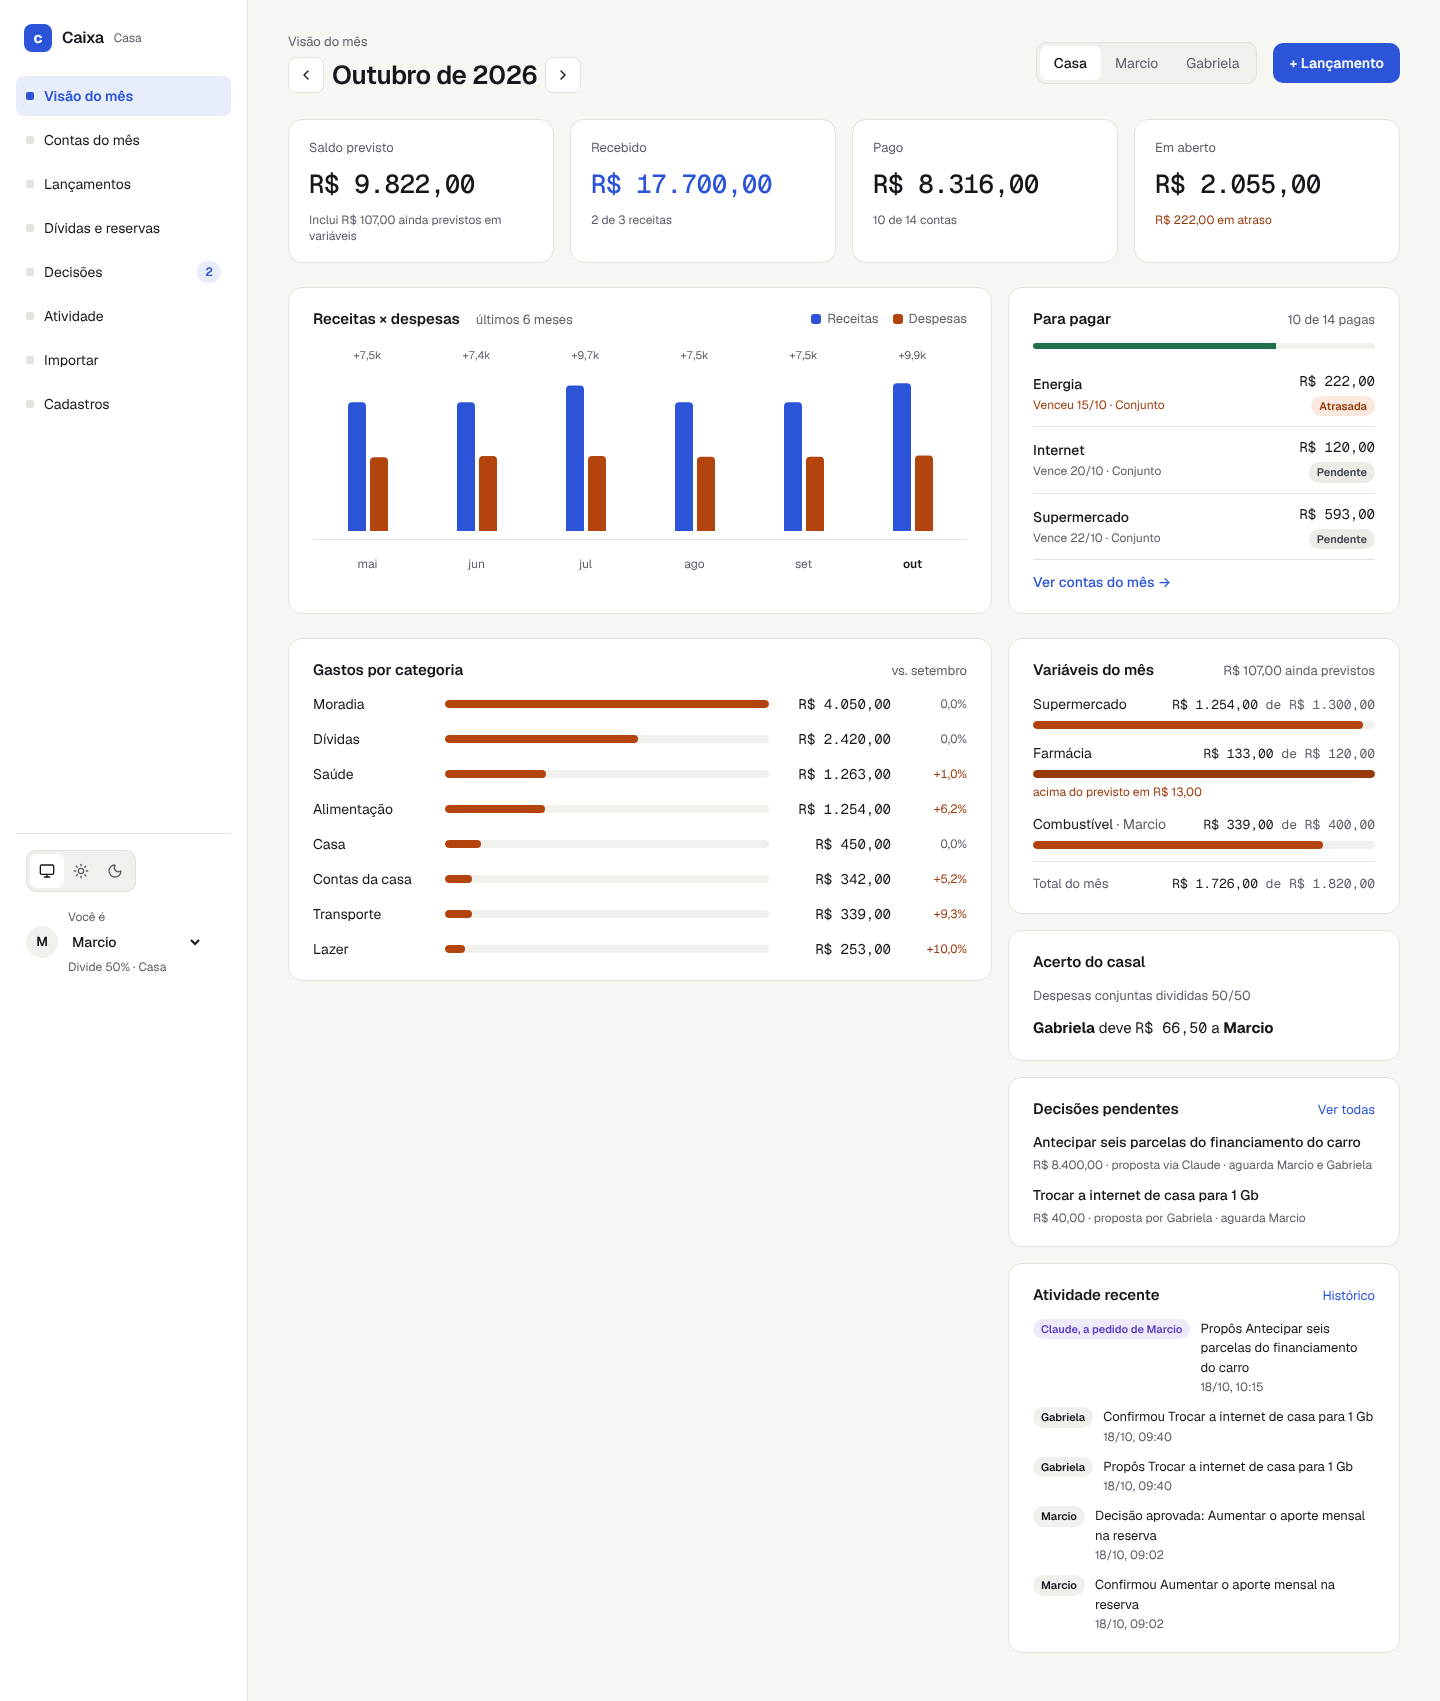 c Caixa Casa
Visão do mês
Contas do mês
Lançamentos
Dívidas e reservas
Decisões 2
Atividade
Importar
Cadastros
Você é
M Marcio
Divide 50% · Casa
Visão do mês
Outubro de 2026
Casa Marcio Gabriela
+ Lançamento
Saldo previsto
R$ 9.822,00
Inclui R$ 107,00 ainda previstos em
variáveis
Recebido
R$ 17.700,00
2 de 3 receitas
Pago
R$ 8.316,00
10 de 14 contas
Em aberto
R$ 2.055,00
R$ 222,00 em atraso
Receitas × despesas últimos 6 meses Receitas Despesas
+7,5k +7,4k +9,7k +7,5k +7,5k +9,9k
mai jun jul ago set out
Para pagar 10 de 14 pagas
Energia R$ 222,00
Venceu 15/10 · Conjunto Atrasada
Internet R$ 120,00
Vence 20/10 · Conjunto Pendente
Supermercado R$ 593,00
Vence 22/10 · Conjunto Pendente
Ver contas do mês →
Gastos por categoria vs. setembro
Moradia R$ 4.050,00 0,0%
Dívidas R$ 2.420,00 0,0%
Saúde R$ 1.263,00 +1,0%
Alimentação R$ 1.254,00 +6,2%
Casa R$ 450,00 0,0%
Contas da casa R$ 342,00 +5,2%
Transporte R$ 339,00 +9,3%
Lazer R$ 253,00 +10,0%
Variáveis do mês R$ 107,00 ainda previstos
Supermercado R$ 1.254,00 de R$ 1.300,00
Farmácia R$ 133,00 de R$ 120,00
acima do previsto em R$ 13,00
Combustível · Marcio R$ 339,00 de R$ 400,00
Total do mês R$ 1.726,00 de R$ 1.820,00
Acerto do casal
Despesas conjuntas divididas 50/50
Gabriela deve R$ 66,50 a Marcio
Decisões pendentes Ver todas
Antecipar seis parcelas do financiamento do carro
R$ 8.400,00 · proposta via Claude · aguarda Marcio e Gabriela
Trocar a internet de casa para 1 Gb
R$ 40,00 · proposta por Gabriela · aguarda Marcio
Atividade recente Histórico
Claude, a pedido de Marcio Propôs Antecipar seis
parcelas do financiamento
do carro
18/10, 10:15
Gabriela Confirmou Trocar a internet de casa para 1 Gb
18/10, 09:40
Gabriela Propôs Trocar a internet de casa para 1 Gb
18/10, 09:40
Marcio Decisão aprovada: Aumentar o aporte mensal
na reserva
18/10, 09:02
Marcio Confirmou Aumentar o aporte mensal na
reserva
18/10, 09:02